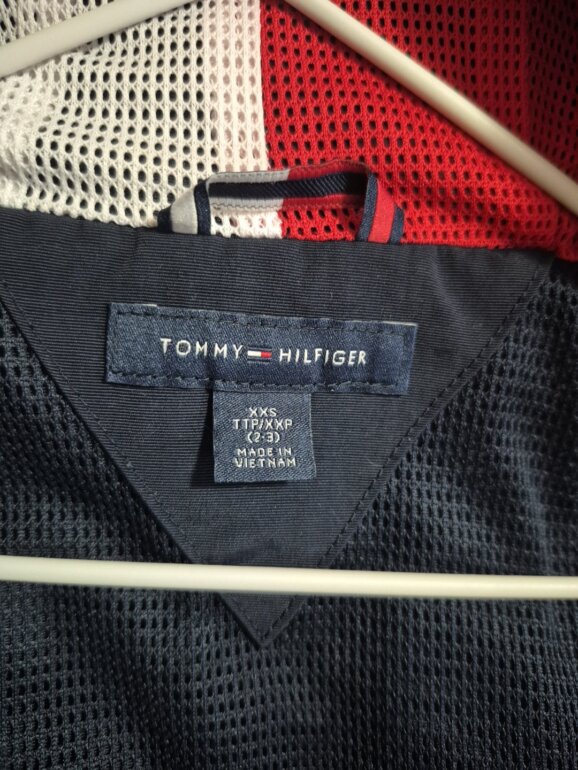 TOMMY HILFIGER
XXS
TTP/XXP
(2-3)
MADE IN
VIETNAM